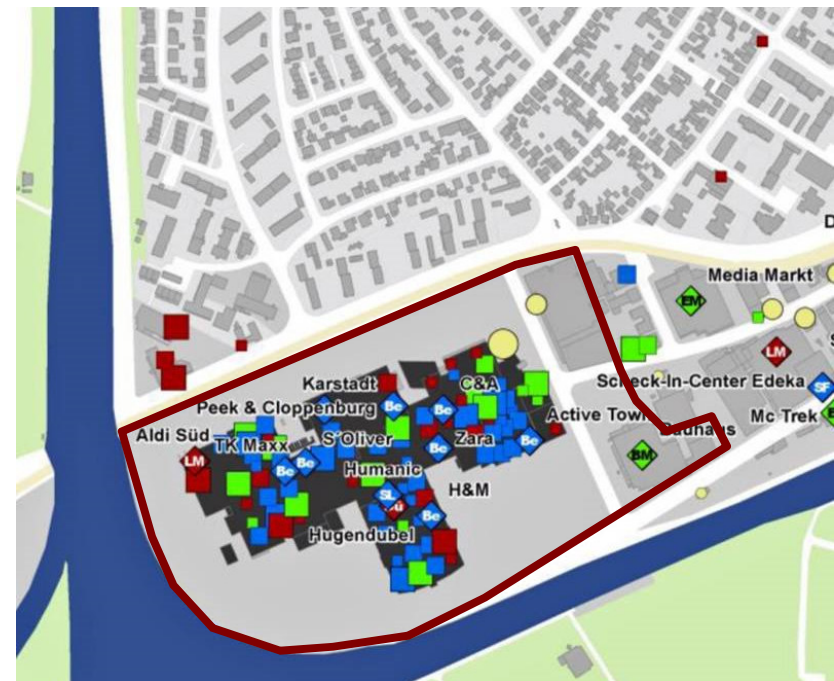 Media Markt
EM
LM
Scheck-In-Center Edeka
SF
Karstadt
C&A
Peek & Cloppenburg
Be
Be
Active Town
Mc Trek
Aldi Süd
TK Maxx
S´Oliver
Zara
Be
Be
Be
Be
BM
LM
Humanic
H&M
SL
Be
Hugendubel